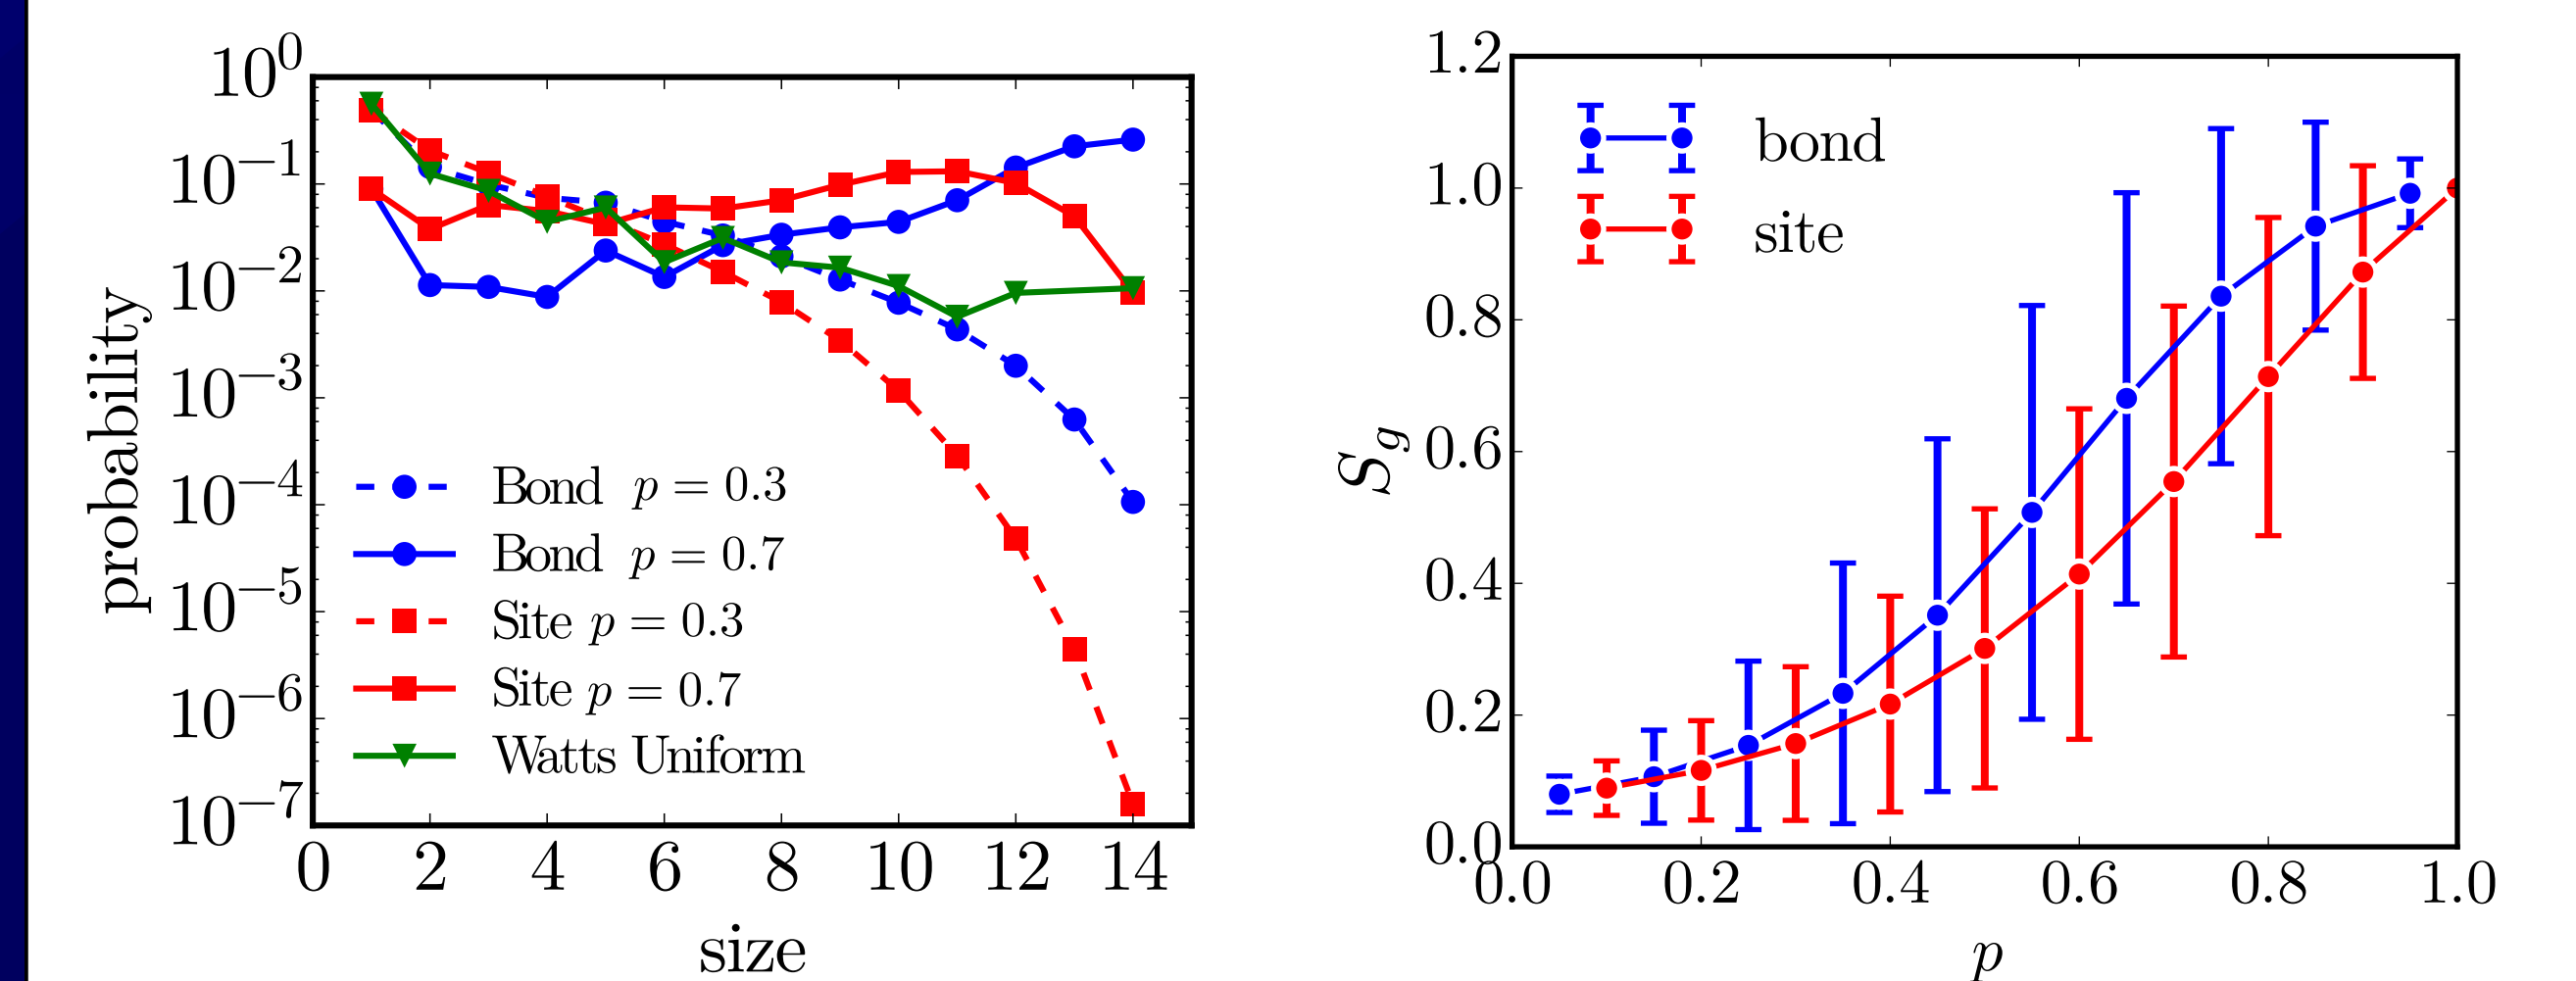 10^0
10^−1
10^−2
10^−3
10^−4
10^−5
10^−6
10^−7
probability
Bond p = 0.3
Bond p = 0.7
Site p = 0.3
Site p = 0.7
Watts Uniform
0 2 4 6 8 10 12 14
size
1.2
1.0
0.8
0.6
0.4
0.2
0.0
S_g
bond
site
0.0 0.2 0.4 0.6 0.8 1.0
p